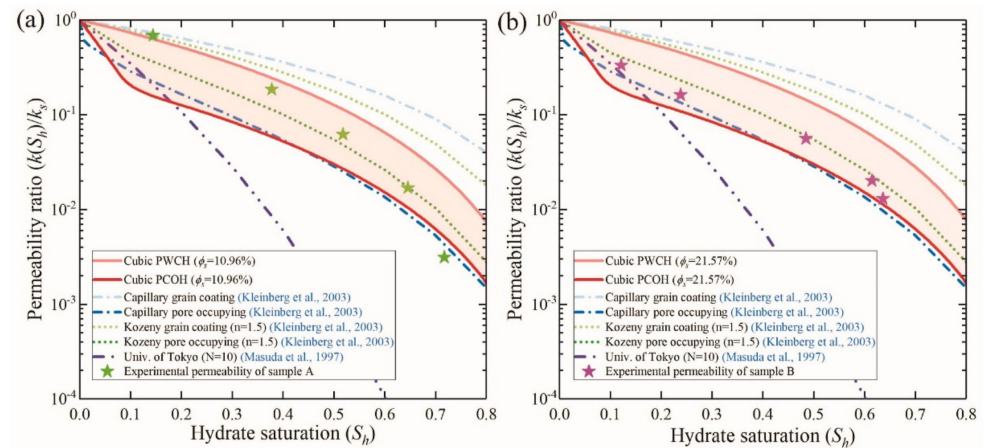 (a)
Permeability ratio (k(Sₕ)/kₛ)
10⁰
10⁻¹
10⁻²
10⁻³
10⁻⁴
Cubic PWCH (ϕₛ=10.96%)
Cubic PCOH (ϕₛ=10.96%)
Capillary grain coating (Kleinberg et al., 2003)
Capillary pore occupying (Kleinberg et al., 2003)
Kozeny grain coating (n=1.5) (Kleinberg et al., 2003)
Kozeny pore occupying (n=1.5) (Kleinberg et al., 2003)
Univ. of Tokyo (N=10) (Masuda et al., 1997)
Experimental permeability of sample A
0.0 0.1 0.2 0.3 0.4 0.5 0.6 0.7 0.8
Hydrate saturation (Sₕ)
(b)
Permeability ratio (k(Sₕ)/kₛ)
10⁰
10⁻¹
10⁻²
10⁻³
10⁻⁴
Cubic PWCH (ϕₛ=21.57%)
Cubic PCOH (ϕₛ=21.57%)
Capillary grain coating (Kleinberg et al., 2003)
Capillary pore occupying (Kleinberg et al., 2003)
Kozeny grain coating (n=1.5) (Kleinberg et al., 2003)
Kozeny pore occupying (n=1.5) (Kleinberg et al., 2003)
Univ. of Tokyo (N=10) (Masuda et al., 1997)
Experimental permeability of sample B
0.0 0.1 0.2 0.3 0.4 0.5 0.6 0.7 0.8
Hydrate saturation (Sₕ)